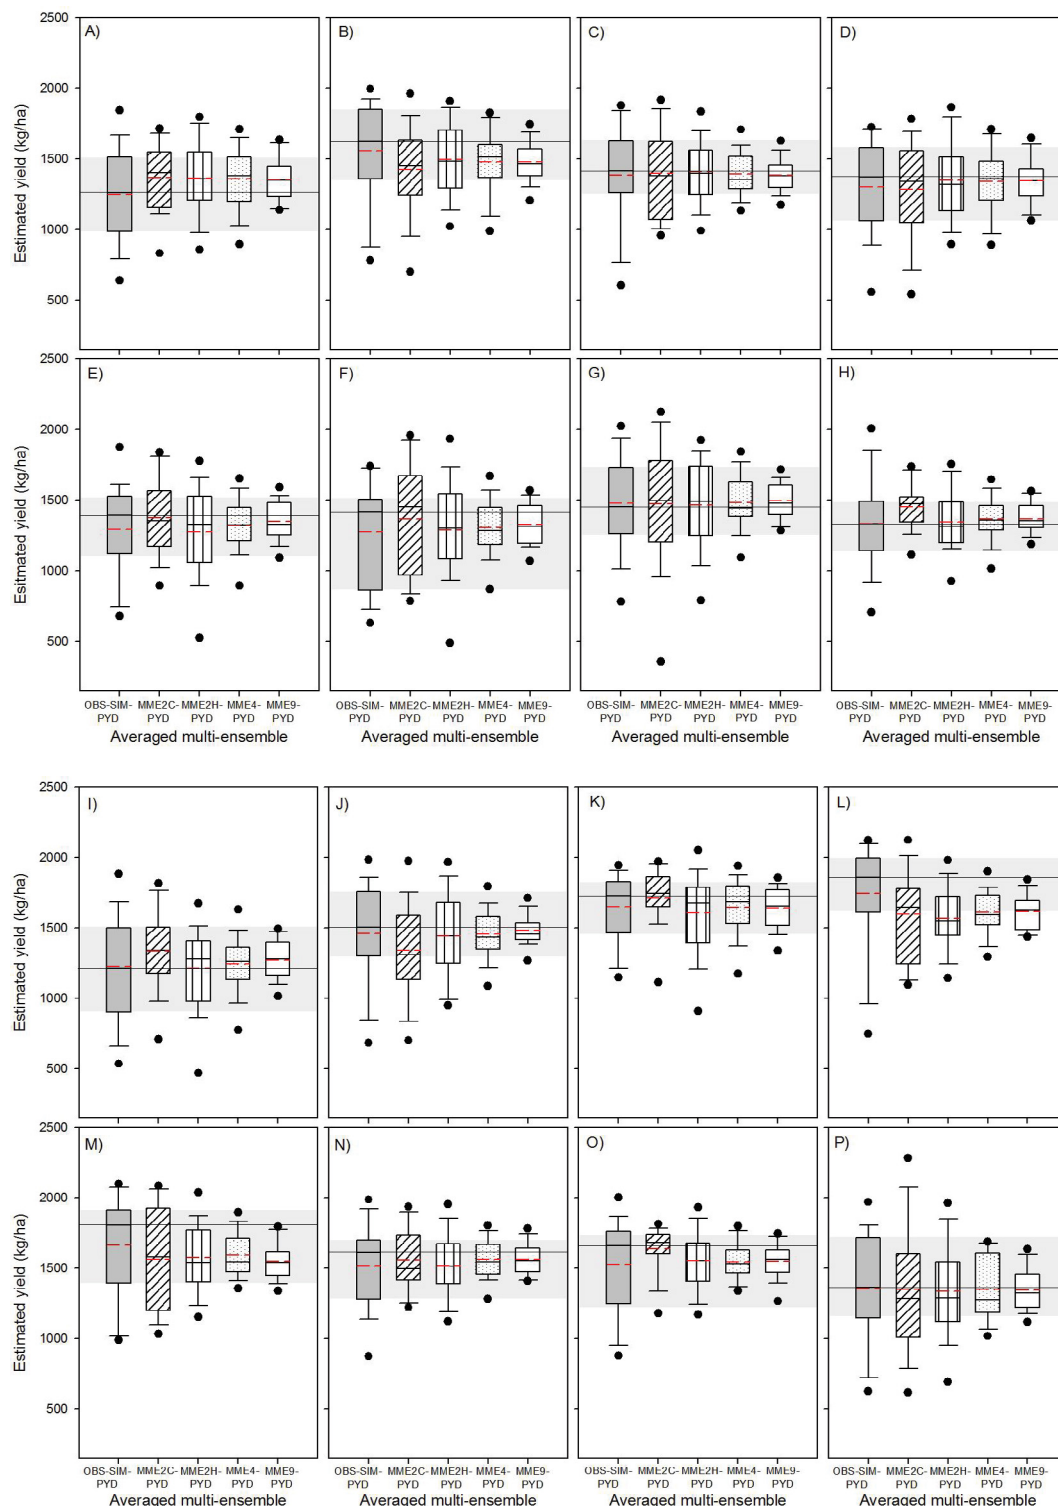 A) B) C) D)
2500
2000
1500
1000
500
Estimated yield (kg/ha)
E) F) G) H)
2500
2000
1500
1000
500
Esitmated yield (kg/ha)
OBS-SIM- MME2C- MME2H- MME4- MME9- OBS-SIM- MME2C- MME2H- MME4- MME9- OBS-SIM- MME2C- MME2H- MME4- MME9- OBS-SIM- MME2C- MME2H- MME4- MME9-
PYD PYD PYD PYD PYD PYD PYD PYD PYD PYD PYD PYD PYD PYD PYD PYD PYD PYD PYD PYD
Averaged multi-ensemble Averaged multi-ensemble Averaged multi-ensemble Averaged multi-ensemble
I) J) K) L)
2500
2000
1500
1000
500
Estimated yield (kg/ha)
M) N) O) P)
2500
2000
1500
1000
500
Estimated yield (kg/ha)
OBS-SIM- MME2C- MME2H- MME4- MME9- OBS-SIM- MME2C- MME2H- MME4- MME9- OBS-SIM- MME2C- MME2H- MME4- MME9- OBS-SIM- MME2C- MME2H- MME4- MME9-
PYD PYD PYD PYD PYD PYD PYD PYD PYD PYD PYD PYD PYD PYD PYD PYD PYD PYD PYD PYD
Averaged multi-ensemble Averaged multi-ensemble Averaged multi-ensemble Averaged multi-ensemble